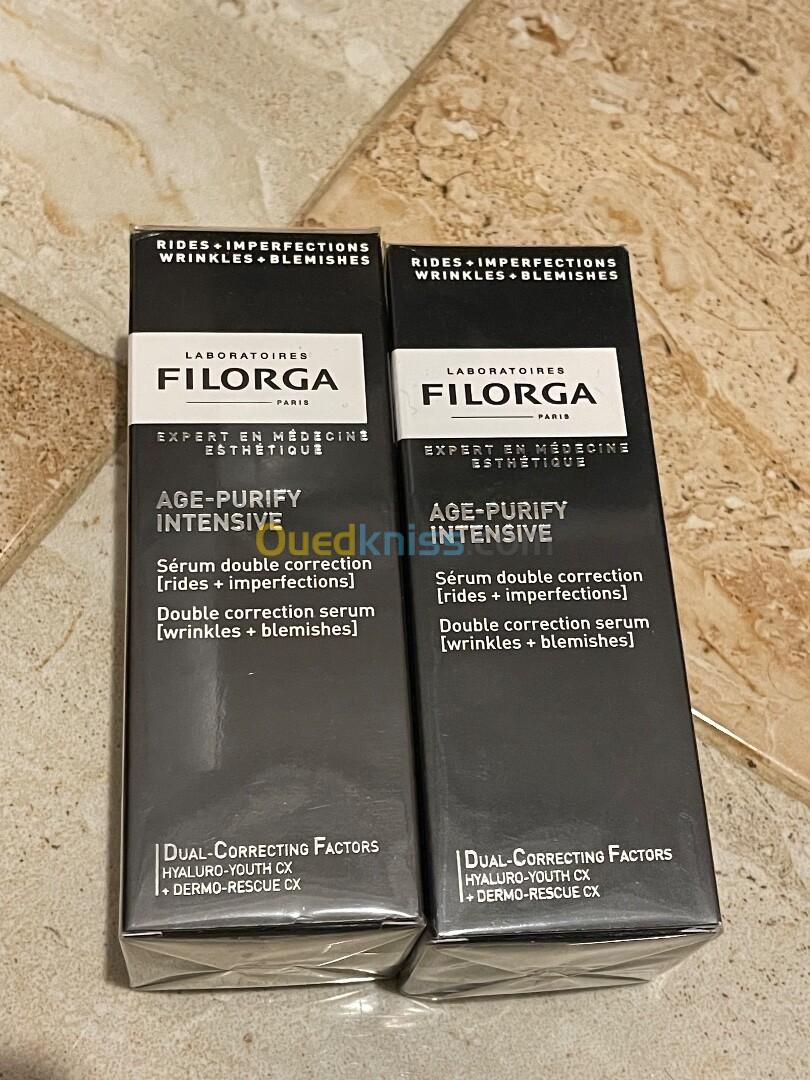 RIDES + IMPERFECTIONS
WRINKLES + BLEMISHES
LABORATOIRES
FILORGA
PARIS
EXPERT EN MÉDECINE
ESTHÉTIQUE
AGE-PURIFY
INTENSIVE
Sérum double correction
[rides + imperfections]
Double correction serum
[wrinkles + blemishes]
DUAL-CORRECTING FACTORS
HYALURO-YOUTH CX
+ DERMO-RESCUE CX
RIDES + IMPERFECTIONS
WRINKLES + BLEMISHES
LABORATOIRES
FILORGA
PARIS
EXPERT EN MÉDECINE
ESTHÉTIQUE
AGE-PURIFY
INTENSIVE
Sérum double correction
[rides + imperfections]
Double correction serum
[wrinkles + blemishes]
DUAL-CORRECTING FACTORS
HYALURO-YOUTH CX
+ DERMO-RESCUE CX
Ouedkniss.com